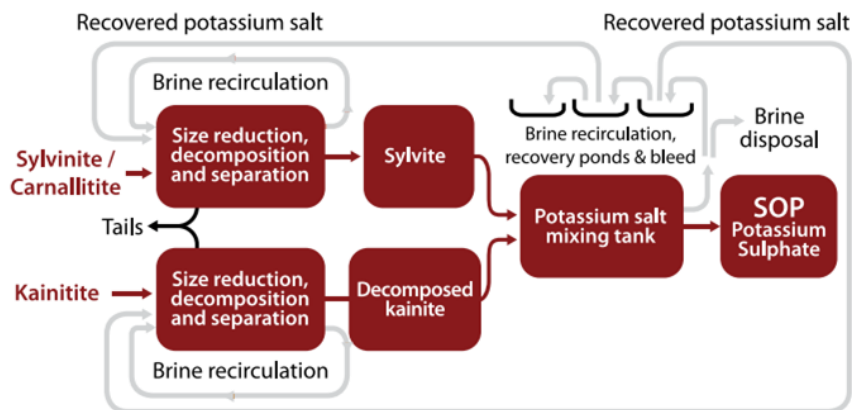 Recovered potassium salt
Recovered potassium salt
Brine recirculation
Size reduction,
decomposition
and separation
Sylvite
Brine recirculation,
recovery ponds & bleed
Brine
disposal
Sylvinite /
Carnallitite
Potassium salt
mixing tank
SOP
Potassium
Sulphate
Tails
Kainitite
Size reduction,
decomposition
and separation
Decomposed
kainite
Brine recirculation